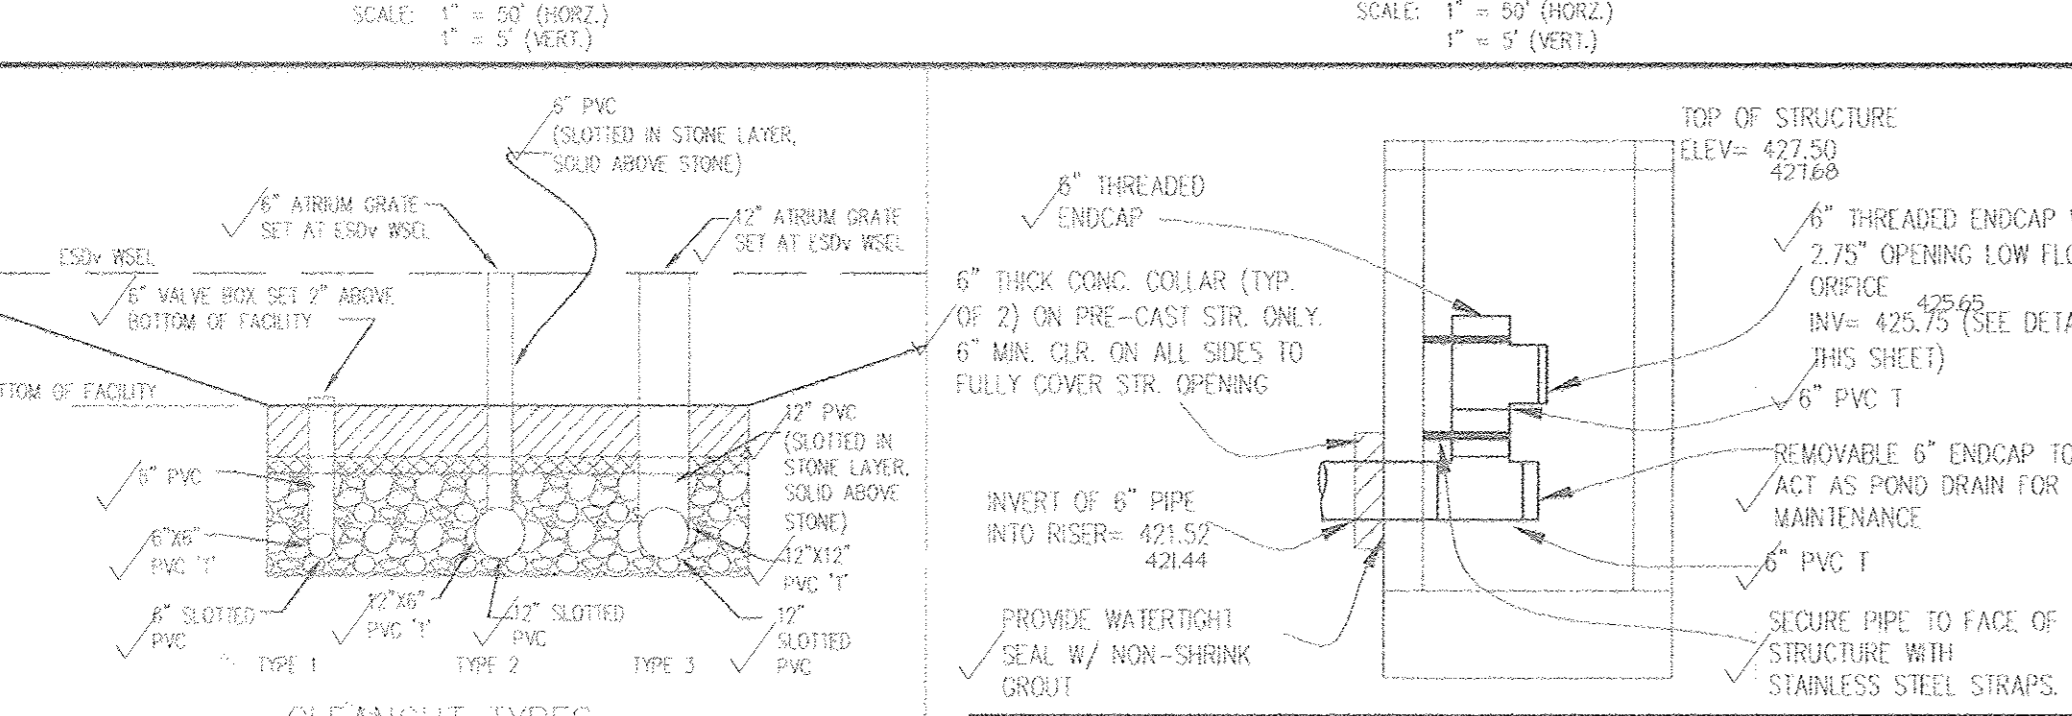 SCALE: 1" = 50' (HORZ.)
1" = 5' (VERT.)
SCALE: 1" = 50' (HORZ.)
1" = 5' (VERT.)
6" PVC
(SLOTTED IN STONE LAYER,
SOLID ABOVE STONE)
6" ATRIUM GRATE
SET AT ESDv WSEL
12" ATRIUM GRATE
SET AT ESDv WSEL
ESDv WSEL
6" VALVE BOX SET 2" ABOVE
BOTTOM OF FACILITY
TTOM OF FACILITY
12" PVC
(SLOTTED IN
STONE LAYER,
SOLID ABOVE
STONE)
6" PVC
6"X6"
PVC 'T'
12"X12"
PVC 'T'
6" SLOTTED
PVC
12"X6"
PVC 'T'
12" SLOTTED
PVC
12"
SLOTTED
PVC
TYPE 1
TYPE 2
TYPE 3
TOP OF STRUCTURE
ELEV= 427.50
427.68
6" THREADED
ENDCAP
6" THREADED ENDCAP
2.75" OPENING LOW FLO
ORIFICE
425.65
INV= 425.75 (SEE DETA
THIS SHEET)
6" PVC T
6" THICK CONC. COLLAR (TYP.
OF 2) ON PRE-CAST STR. ONLY.
6" MIN. CLR. ON ALL SIDES TO
FULLY COVER STR. OPENING
REMOVABLE 6" ENDCAP TO
ACT AS POND DRAIN FOR
MAINTENANCE
INVERT OF 6" PIPE
INTO RISER= 421.52
421.44
6" PVC T
PROVIDE WATERTIGHT
SEAL W/ NON-SHRINK
GROUT
SECURE PIPE TO FACE OF
STRUCTURE WITH
STAINLESS STEEL STRAPS.